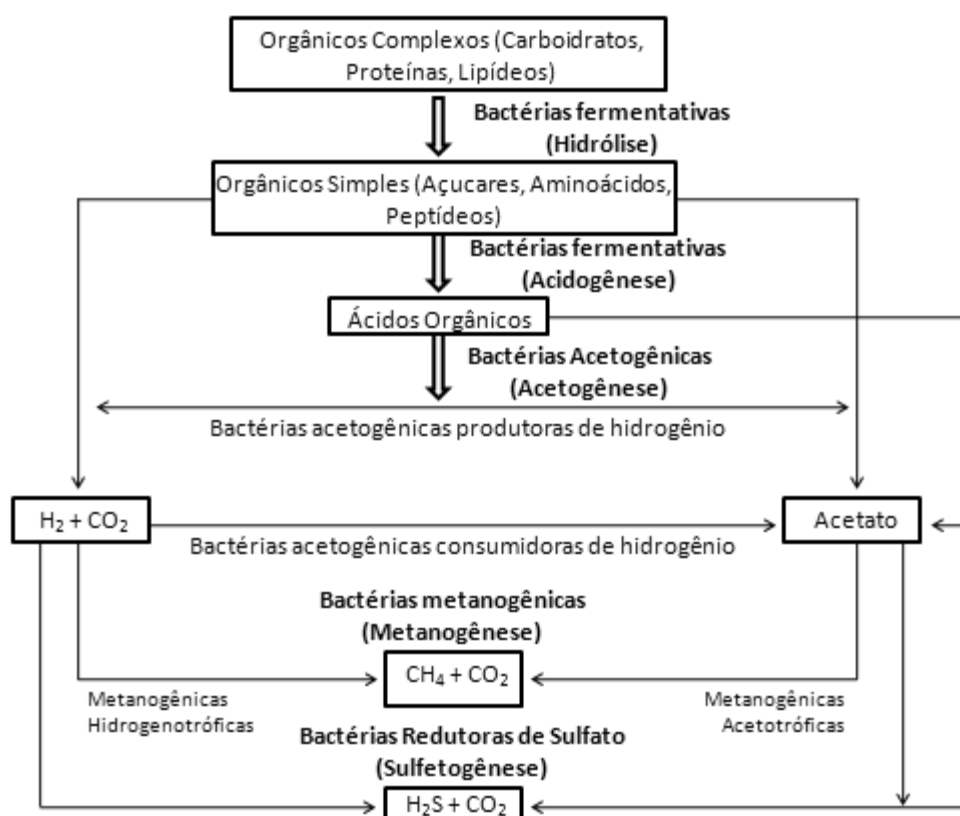 Orgânicos Complexos (Carboidratos,
Proteínas, Lipídeos)
Bactérias fermentativas
(Hidrólise)
Orgânicos Simples (Açucares, Aminoácidos,
Peptídeos)
Bactérias fermentativas
(Acidogênese)
Ácidos Orgânicos
Bactérias Acetogênicas
(Acetogênese)
Bactérias acetogênicas produtoras de hidrogênio
H₂ + CO₂
Acetato
Bactérias acetogênicas consumidoras de hidrogênio
Bactérias metanogênicas
(Metanogênese)
CH₄ + CO₂
Metanogênicas
Hidrogenotróficas
Metanogênicas
Acetotróficas
Bactérias Redutoras de Sulfato
(Sulfetogênese)
H₂S + CO₂